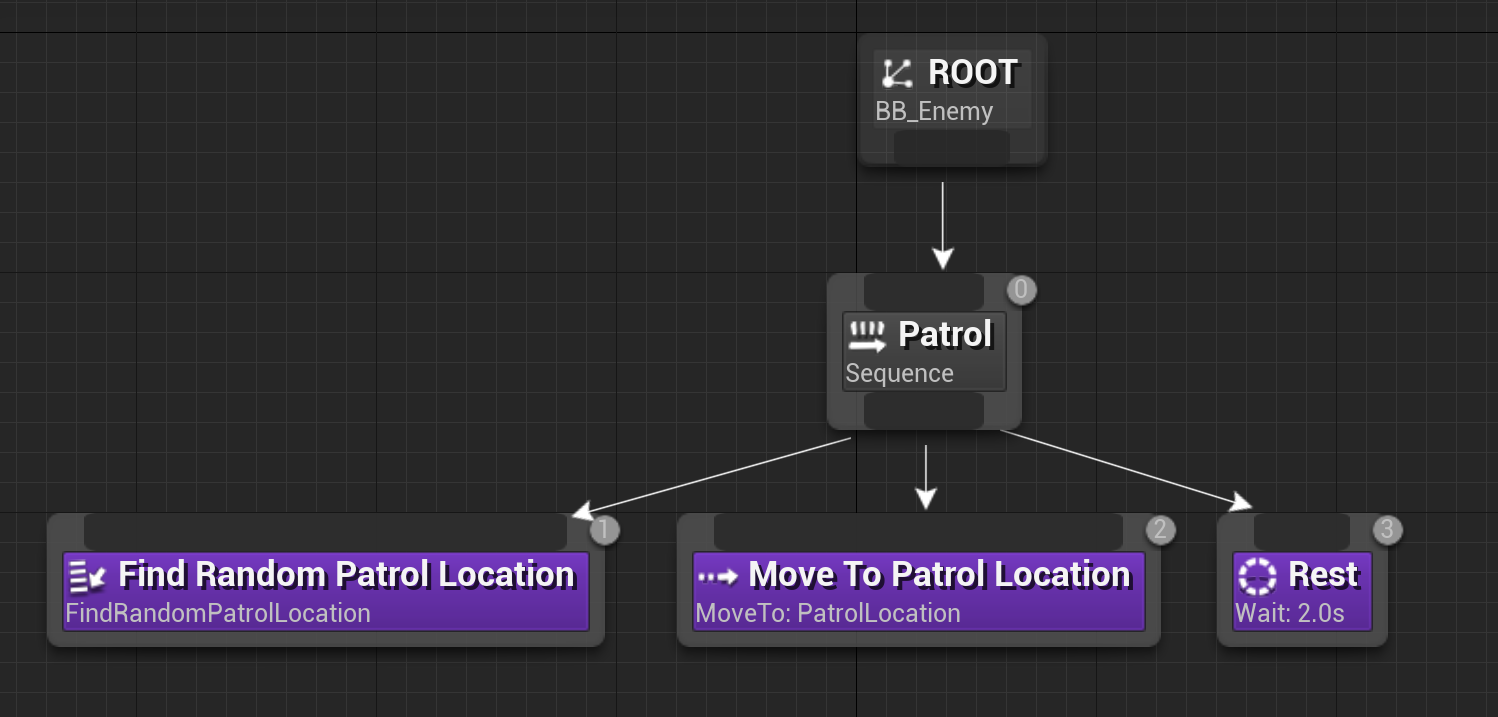 ROOT
BB_Enemy
0
Patrol
Sequence
1
Find Random Patrol Location
FindRandomPatrolLocation
2
Move To Patrol Location
MoveTo: PatrolLocation
3
Rest
Wait: 2.0s